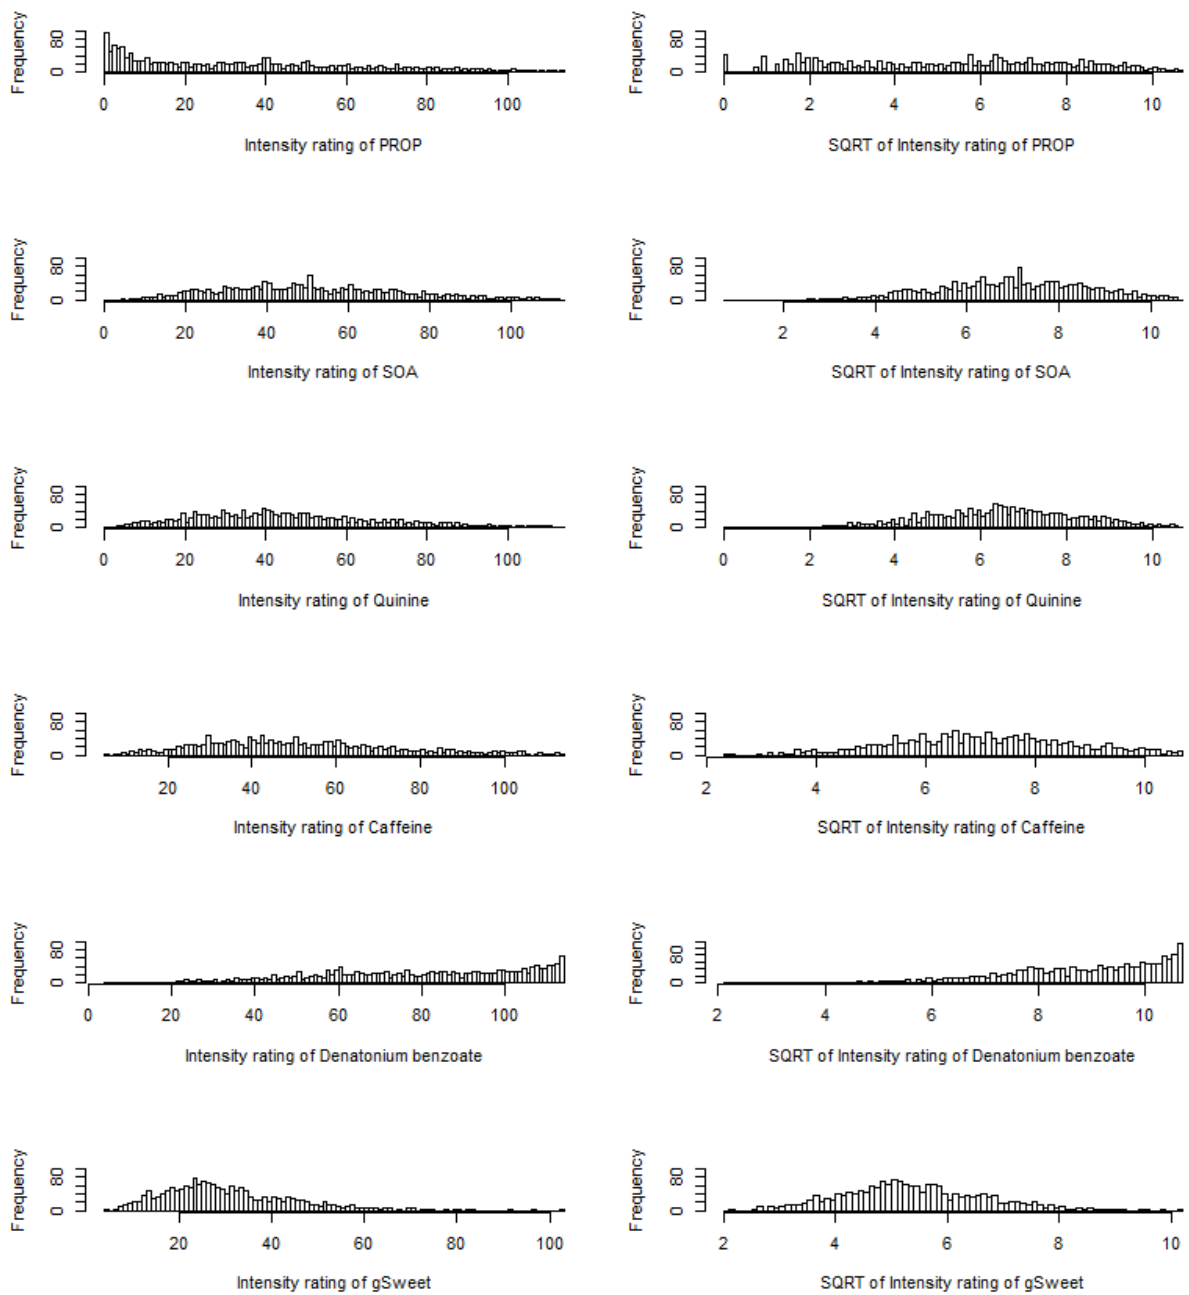 Frequency
80
0
0 20 40 60 80 100
Intensity rating of PROP
Frequency
80
0
0 2 4 6 8 10
SQRT of Intensity rating of PROP
Frequency
80
0
0 20 40 60 80 100
Intensity rating of SOA
Frequency
80
0
2 4 6 8 10
SQRT of Intensity rating of SOA
Frequency
80
0
0 20 40 60 80 100
Intensity rating of Quinine
Frequency
80
0
0 2 4 6 8 10
SQRT of Intensity rating of Quinine
Frequency
80
0
20 40 60 80 100
Intensity rating of Caffeine
Frequency
80
0
2 4 6 8 10
SQRT of Intensity rating of Caffeine
Frequency
80
0
0 20 40 60 80 100
Intensity rating of Denatonium benzoate
Frequency
80
0
2 4 6 8 10
SQRT of Intensity rating of Denatonium benzoate
Frequency
80
0
20 40 60 80 100
Intensity rating of gSweet
Frequency
80
0
2 4 6 8 10
SQRT of Intensity rating of gSweet